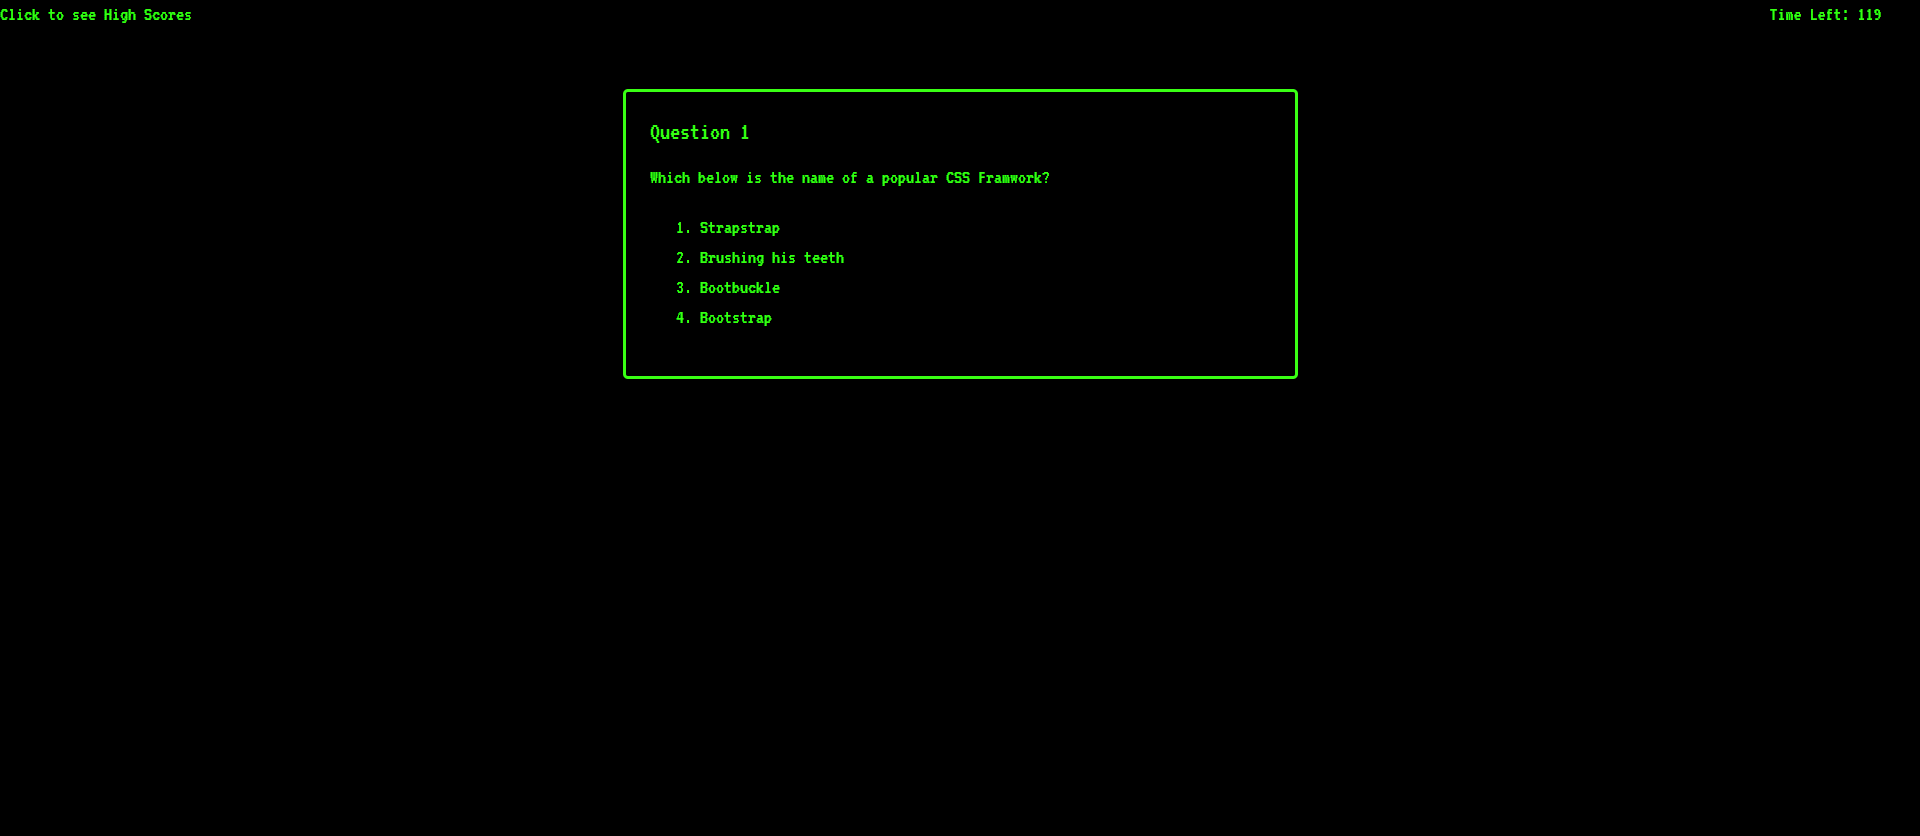 Click to see High Scores
Time Left: 119
Question 1
Which below is the name of a popular CSS Framwork?
1. Strapstrap
2. Brushing his teeth
3. Bootbuckle
4. Bootstrap